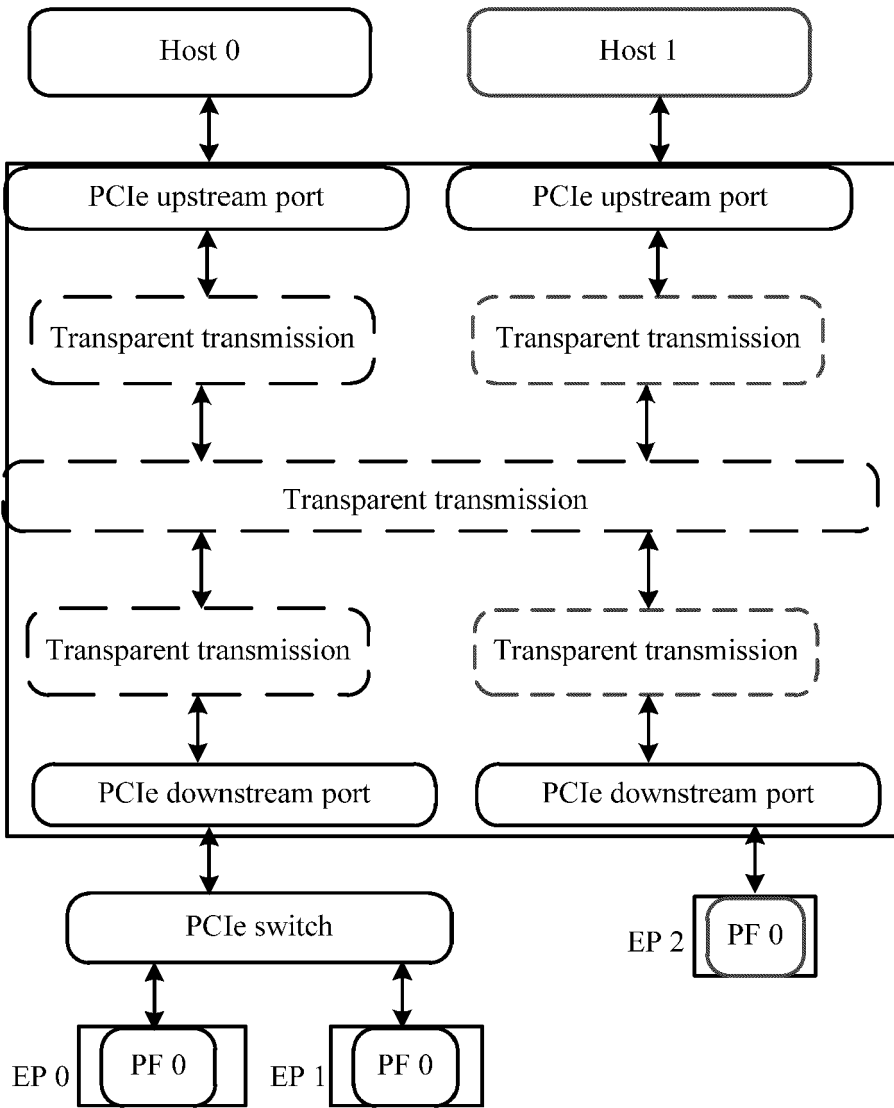 Host 0
Host 1
PCIe upstream port
PCIe upstream port
Transparent transmission
Transparent transmission
Transparent transmission
Transparent transmission
Transparent transmission
PCIe downstream port
PCIe downstream port
PCIe switch
EP 2
PF 0
EP 0
PF 0
EP 1
PF 0